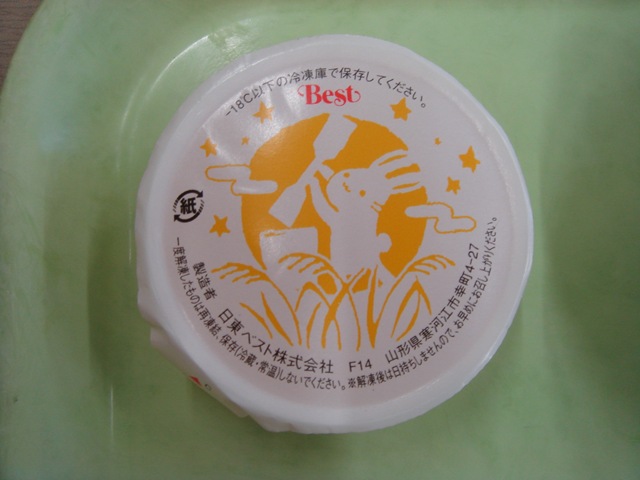 -18℃以下の冷凍庫で保存してください。
Best
紙
製造者 日東ベスト株式会社 F14 山形県寒河江市幸町4-27
一度解凍したものは再凍結、保存(冷蔵・常温)しないでください。※解凍後は日持ちしませんので、お早めにお召し上がりください。